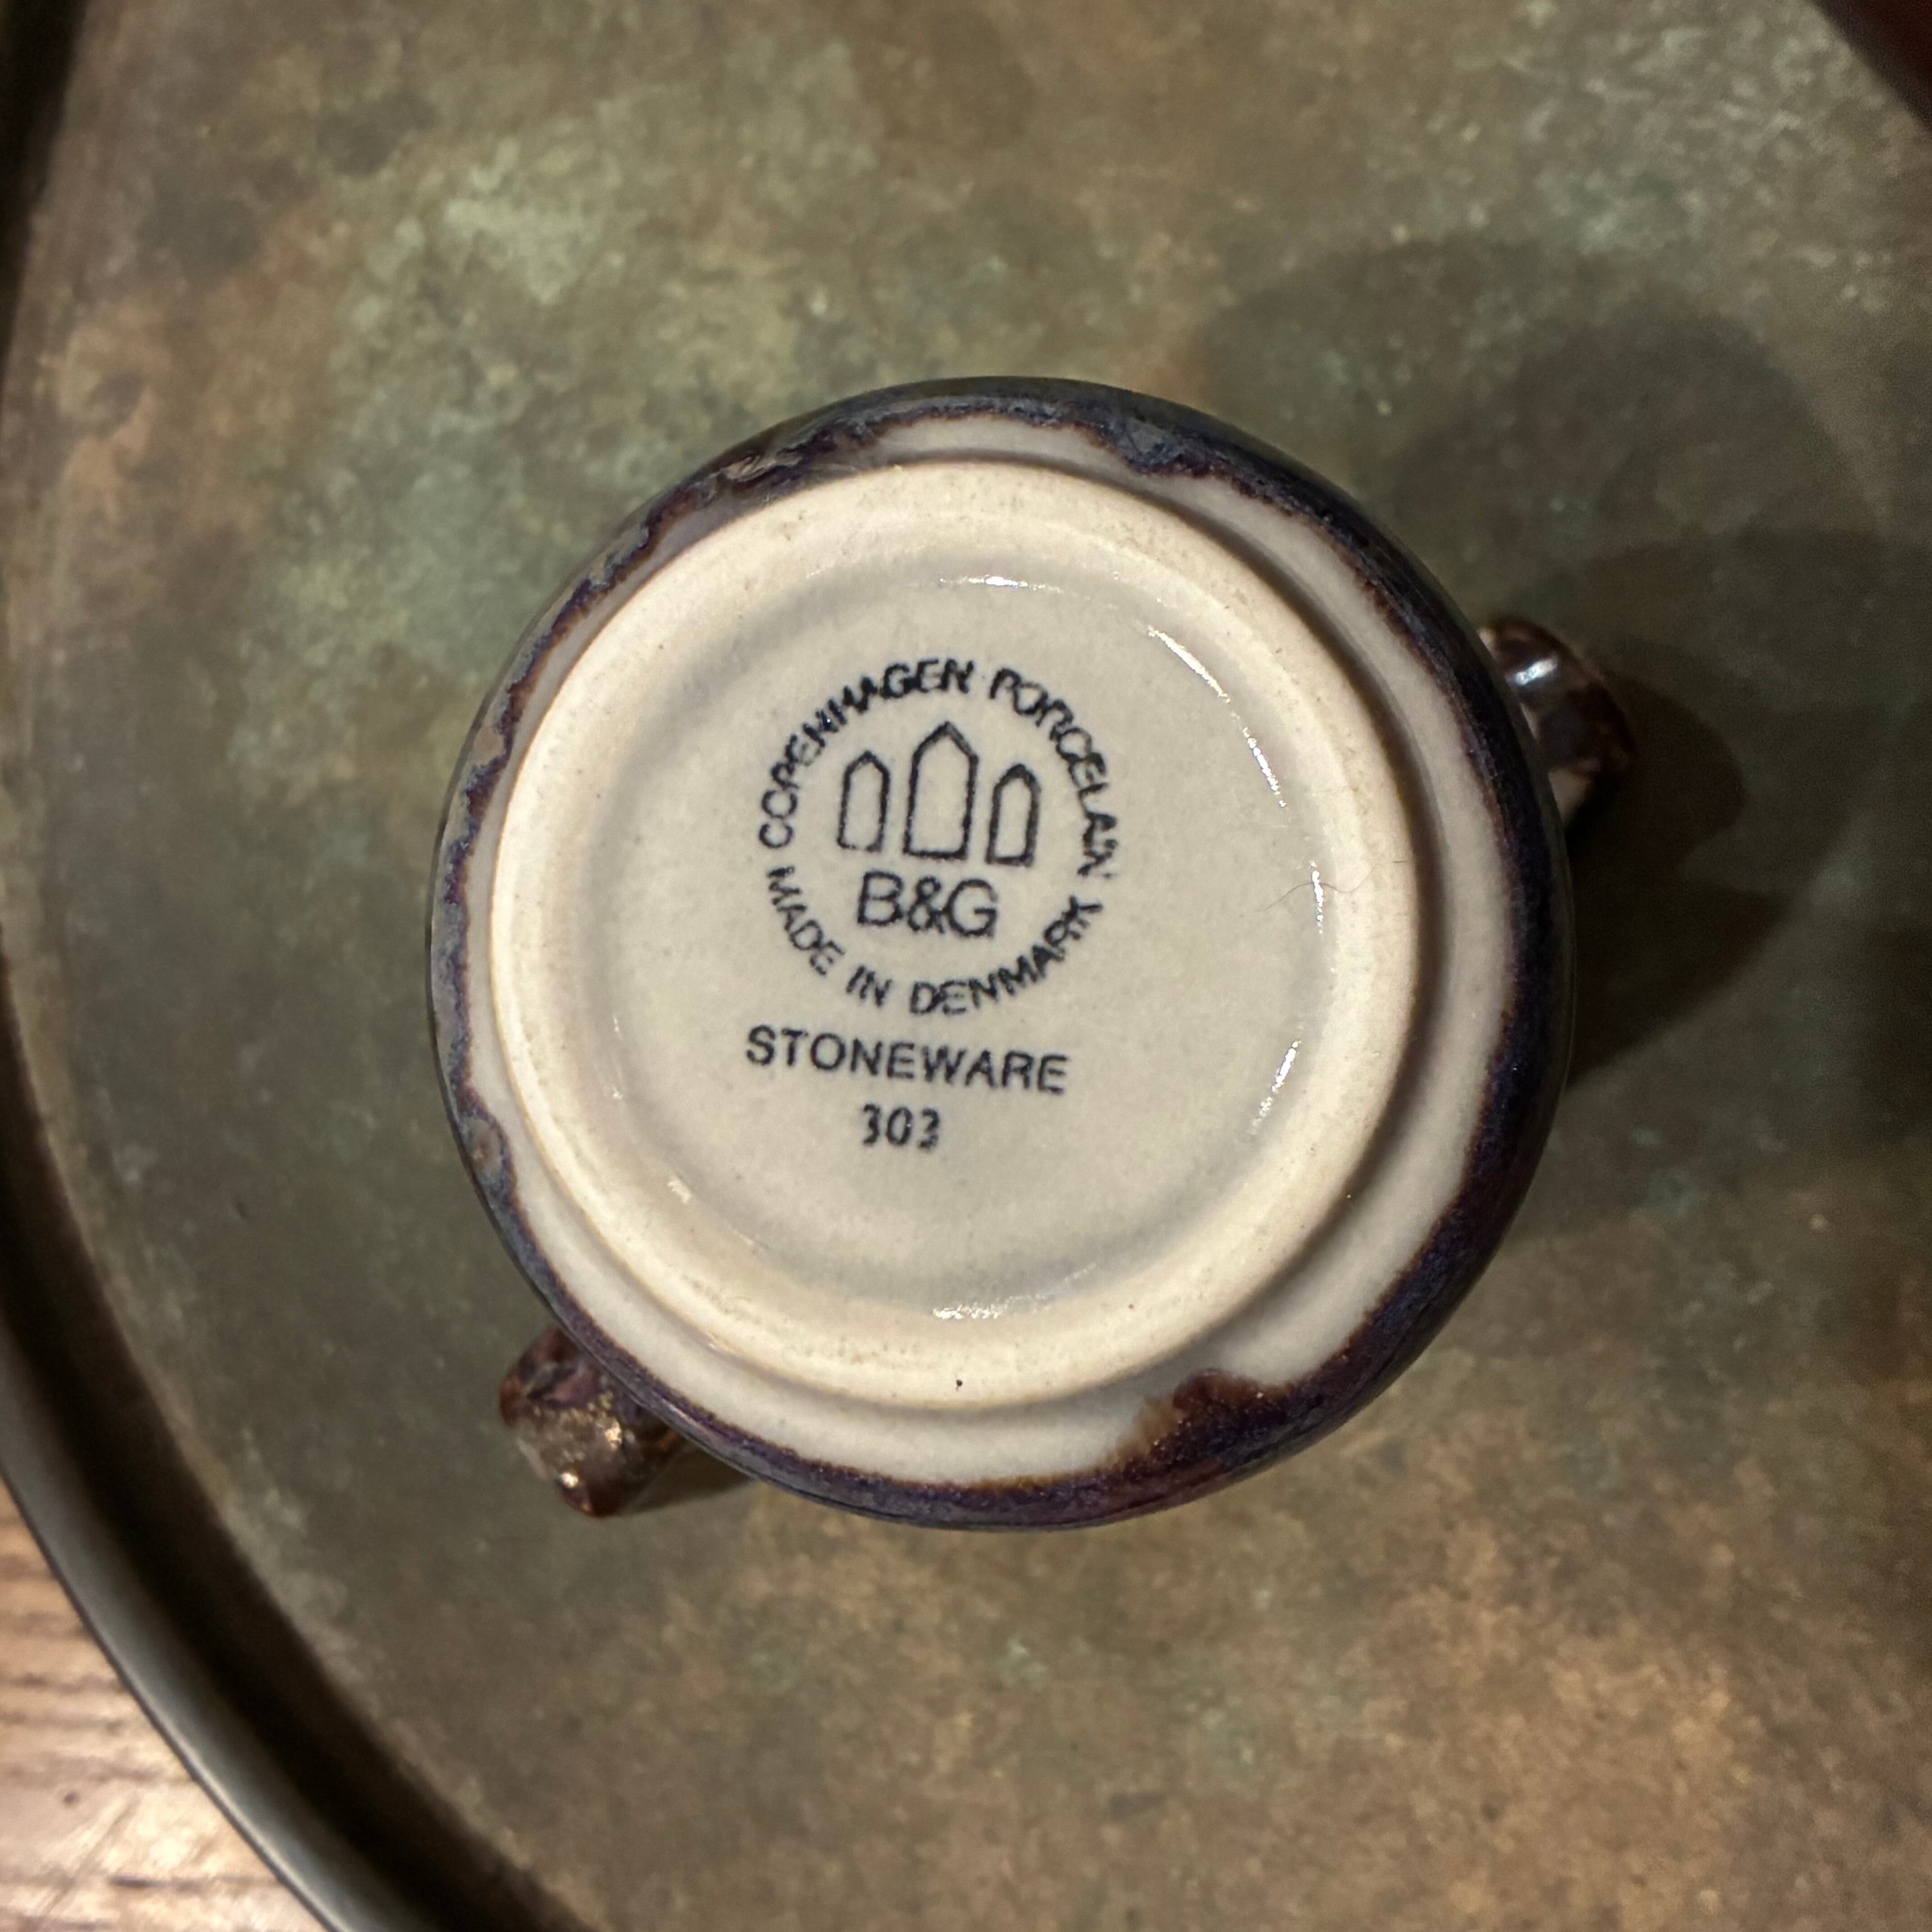 COPENHAGEN PORCELAIN
B&G
MADE IN DENMARK
STONEWARE
303